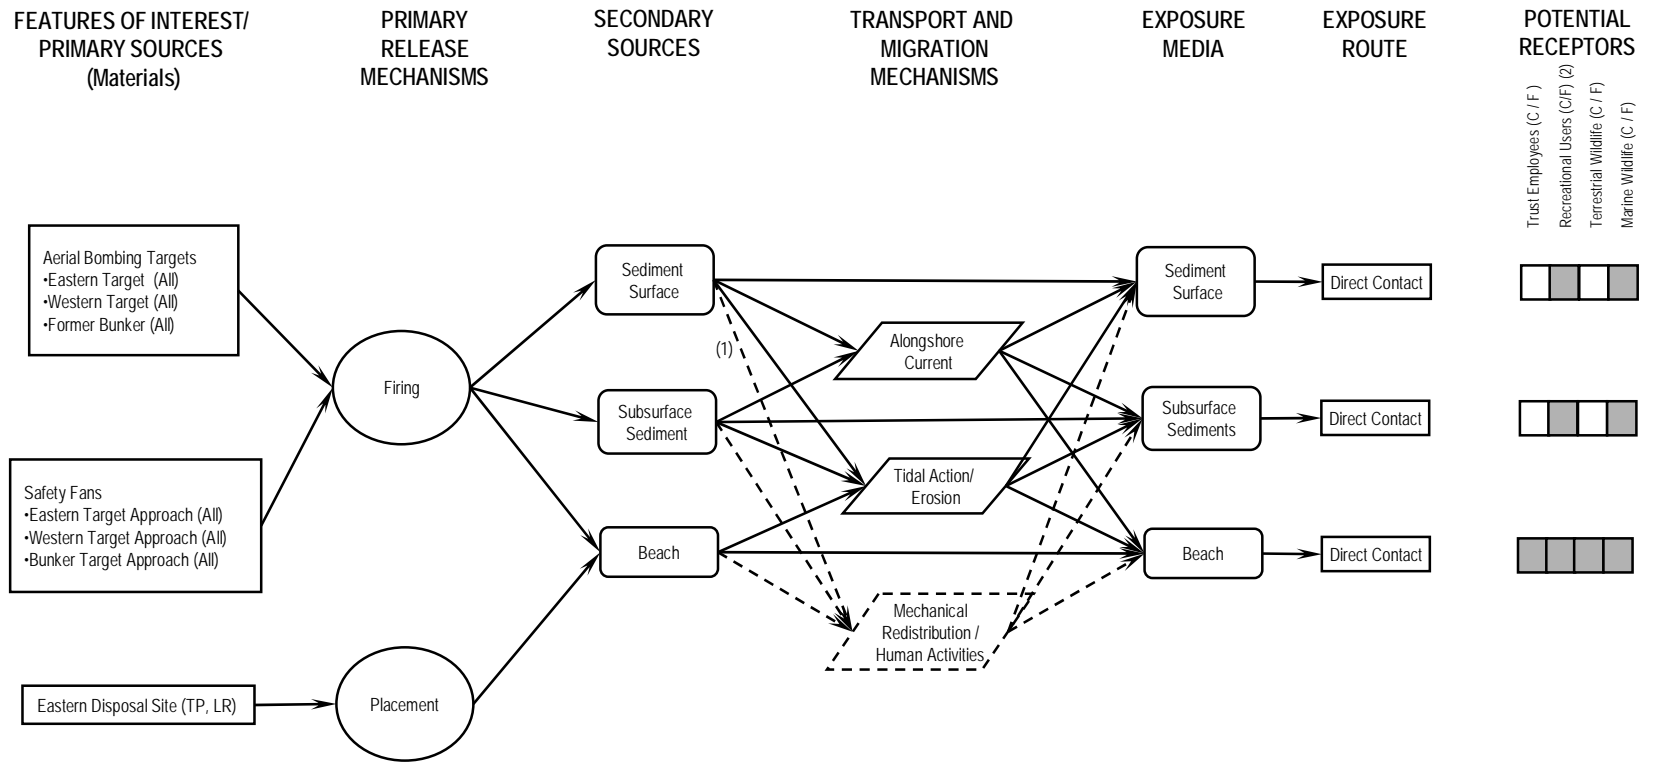 FEATURES OF INTEREST/
PRIMARY SOURCES
(Materials)
PRIMARY
RELEASE
MECHANISMS
SECONDARY
SOURCES
TRANSPORT AND
MIGRATION
MECHANISMS
EXPOSURE
MEDIA
EXPOSURE
ROUTE
POTENTIAL
RECEPTORS
Trust Employees (C / F )
Recreational Users (C/F) (2)
Terrestrial Wildlife (C / F)
Marine Wildlife (C / F)
Aerial Bombing Targets
•Eastern Target  (All)
•Western Target (All)
•Former Bunker (All)
Safety Fans
•Eastern Target Approach (All)
•Western Target Approach (All)
•Bunker Target Approach (All)
Eastern Disposal Site (TP, LR)
Firing
Placement
Sediment
Surface
Subsurface
Sediment
Beach
(1)
Alongshore
Current
Tidal Action/
Erosion
Mechanical
Redistribution /
Human Activities
Sediment
Surface
Subsurface
Sediments
Beach
Direct Contact
Direct Contact
Direct Contact